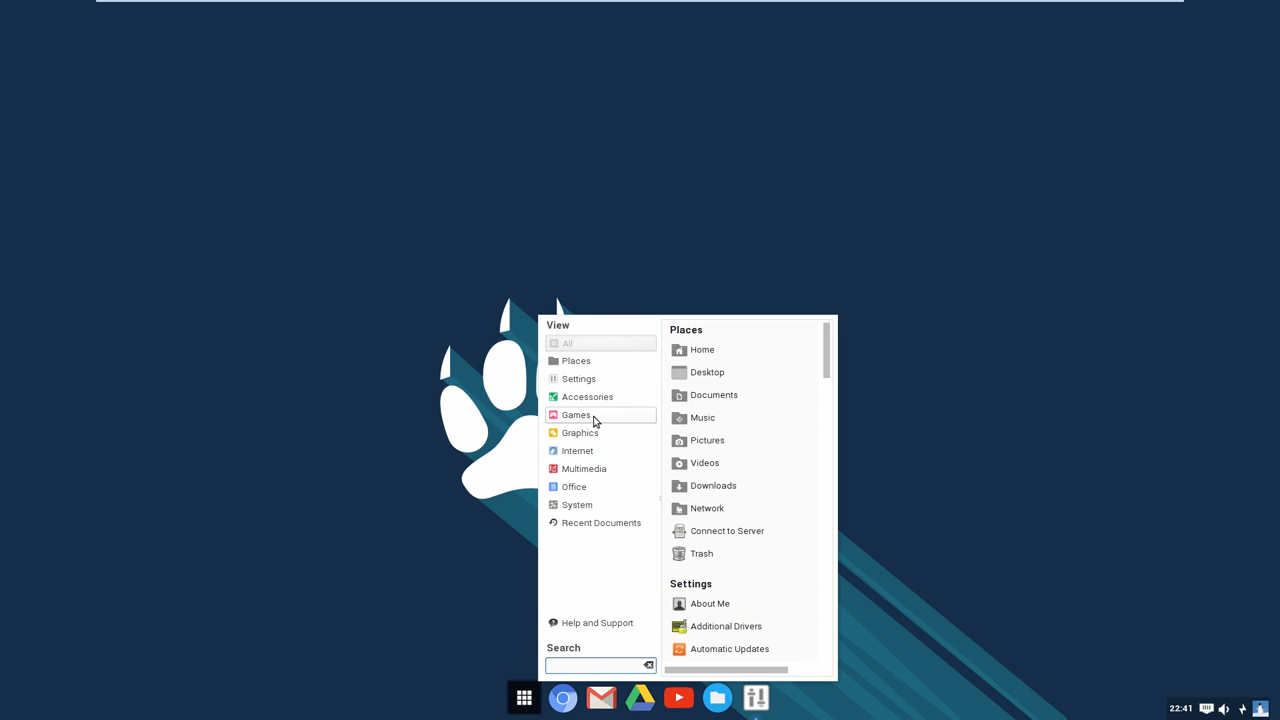 View
All
Places
Settings
Accessories
Games
Graphics
Internet
Multimedia
Office
System
Recent Documents
Help and Support
Search
Places
Home
Desktop
Documents
Music
Pictures
Videos
Downloads
Network
Connect to Server
Trash
Settings
About Me
Additional Drivers
Automatic Updates
22:41